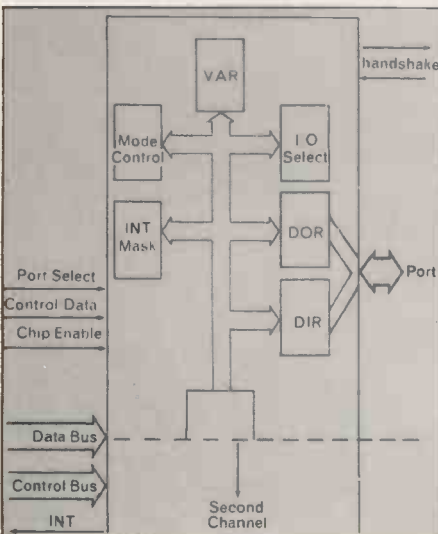 VAR
handshake
Mode
Control
I O
Select
INT
Mask
DOR
Port Select
Port
Control Data
DIR
Chip Enable
Data Bus
Control Bus
Second
Channel
INT